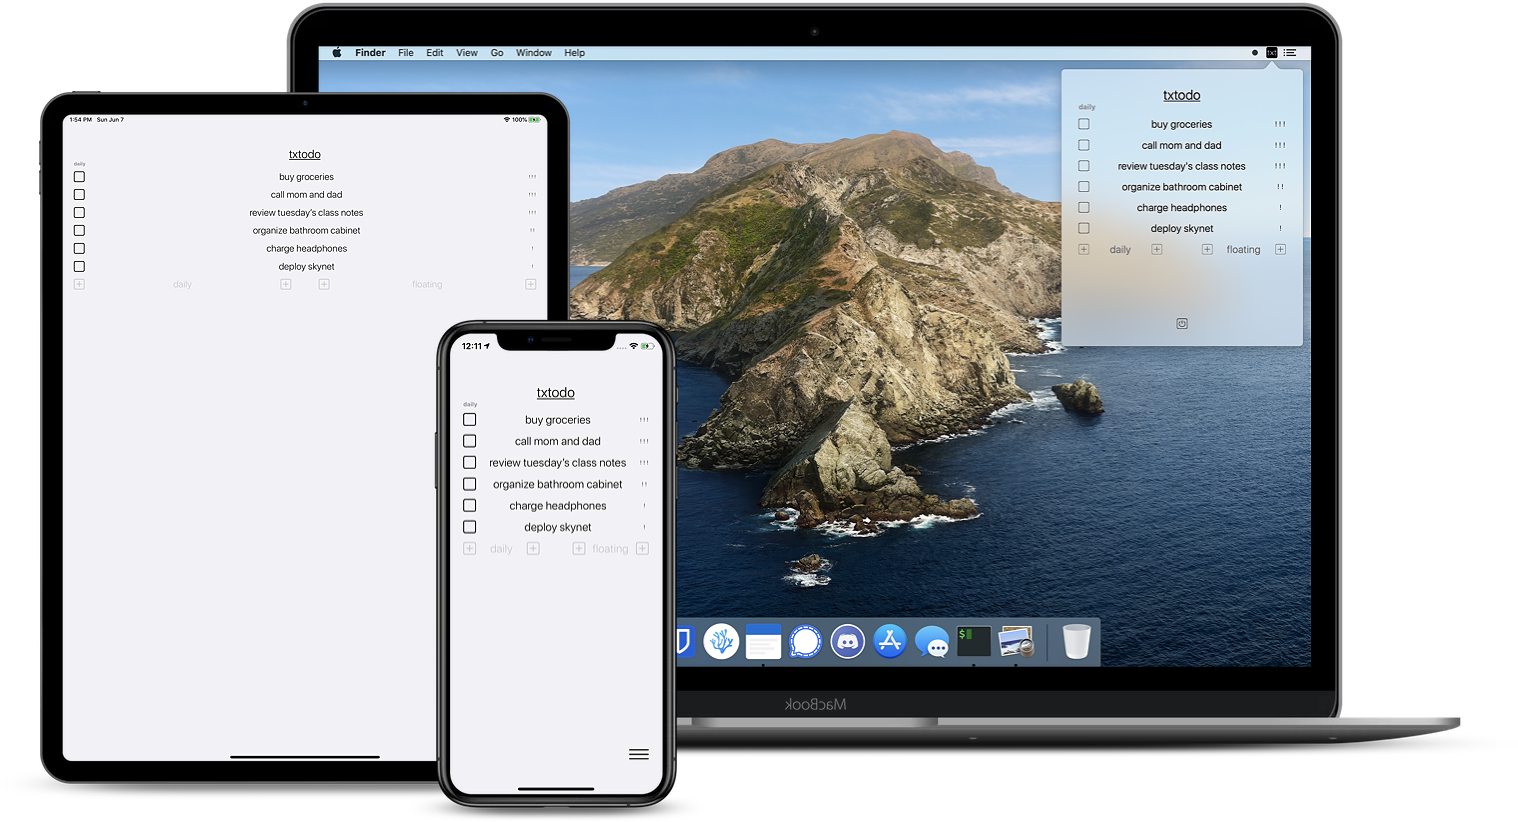 Finder File Edit View Go Window Help
txt
txtodo
daily
buy groceries !!!
call mom and dad !!!
review tuesday's class notes !!!
organize bathroom cabinet !!
charge headphones !
deploy skynet !
+ daily + + floating +
1:54 PM Sun Jun 7 100%
txtodo
daily
buy groceries !!!
call mom and dad !!!
review tuesday's class notes !!!
organize bathroom cabinet !!
charge headphones !
deploy skynet !
+ daily + + floating +
12:11
txtodo
daily
buy groceries !!!
call mom and dad !!!
review tuesday's class notes !!!
organize bathroom cabinet !!
charge headphones !
deploy skynet !
+ daily + + floating +
$
MacBook